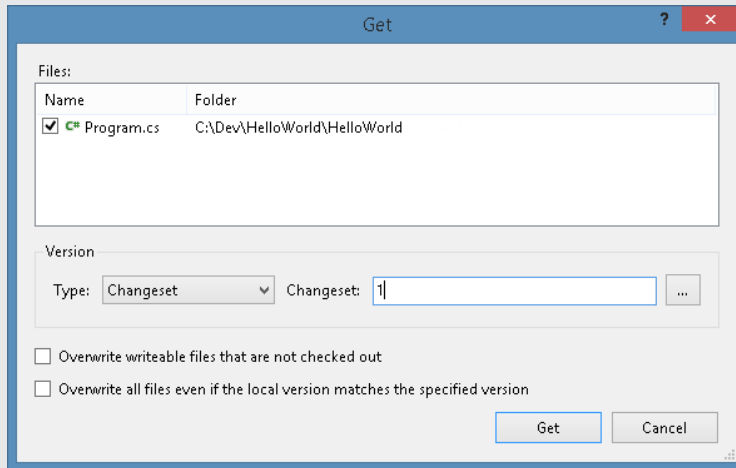 Get
? ×
Files:
Name Folder
C# Program.cs C:\Dev\HelloWorld\HelloWorld
Version
Type: Changeset Changeset: 1 ...
Overwrite writeable files that are not checked out
Overwrite all files even if the local version matches the specified version
Get Cancel